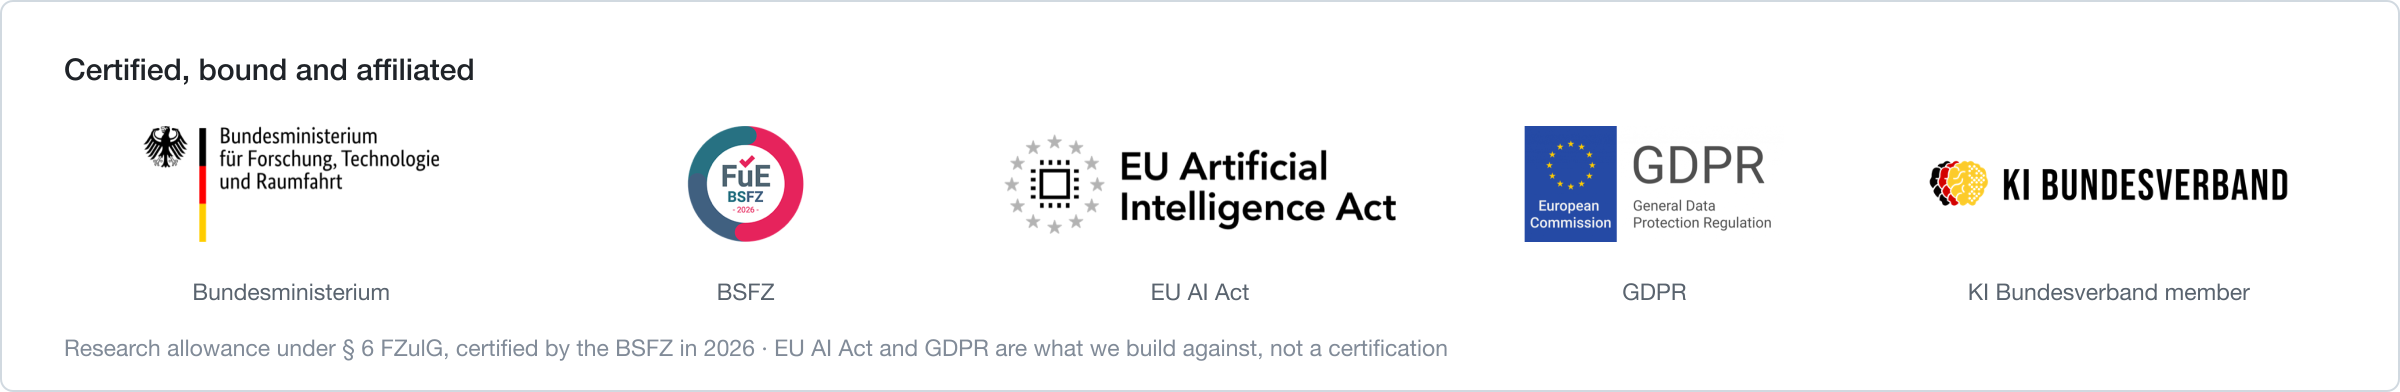 Certified, bound and affiliated
Bundesministerium
für Forschung, Technologie
und Raumfahrt
FuE
BSFZ
- 2026 -
EU Artificial
Intelligence Act
European
Commission
GDPR
General Data
Protection Regulation
KI BUNDESVERBAND
Bundesministerium
BSFZ
EU AI Act
GDPR
KI Bundesverband member
Research allowance under § 6 FZulG, certified by the BSFZ in 2026 · EU AI Act and GDPR are what we build against, not a certification